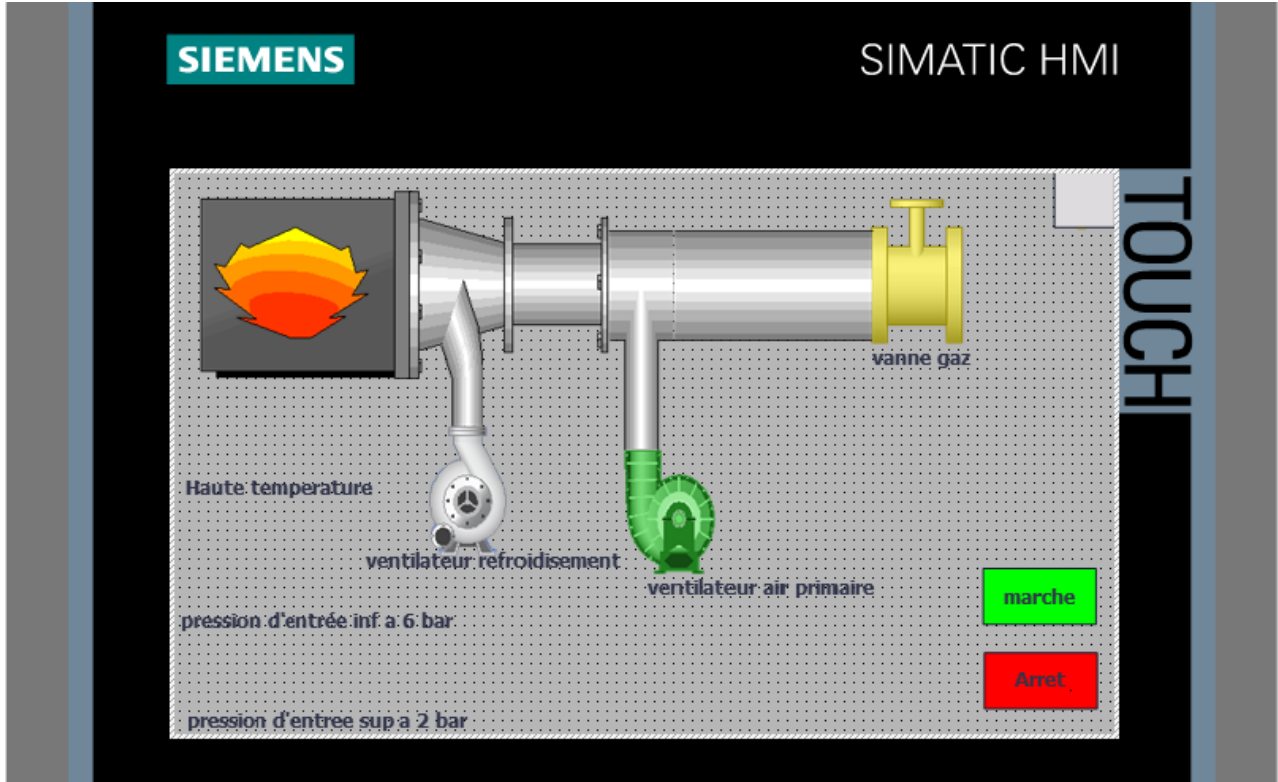 SIEMENS
SIMATIC HMI
TOUCH
vanne gaz
Haute temperature
ventilateur refroidisement
ventilateur air primaire
marche
pression d'entrée inf a 6 bar
Arret
pression d'entree sup a 2 bar